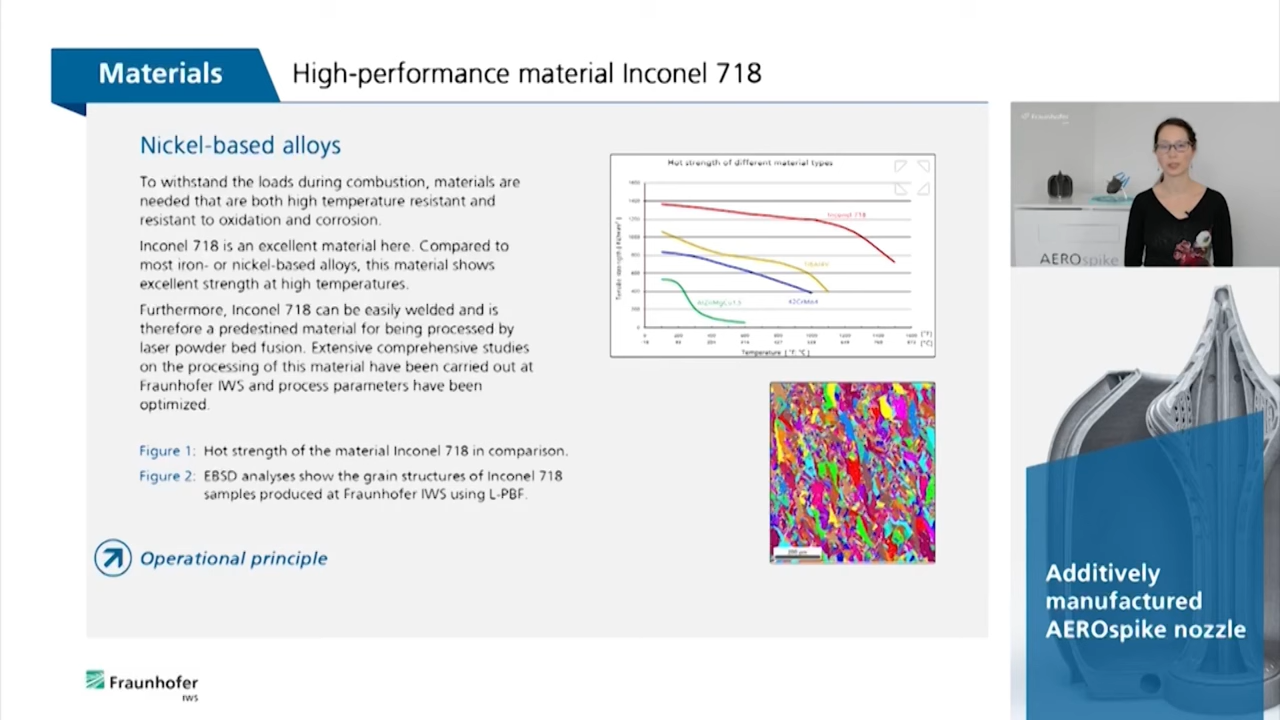 Materials
High-performance material Inconel 718
Nickel-based alloys
To withstand the loads during combustion, materials are
needed that are both high temperature resistant and
resistant to oxidation and corrosion.
Inconel 718 is an excellent material here. Compared to
most iron- or nickel-based alloys, this material shows
excellent strength at high temperatures.
Furthermore, Inconel 718 can be easily welded and is
therefore a predestined material for being processed by
laser powder bed fusion. Extensive comprehensive studies
on the processing of this material have been carried out at
Fraunhofer IWS and process parameters have been
optimized.
Figure 1: Hot strength of the material Inconel 718 in comparison.
Figure 2: EBSD analyses show the grain structures of Inconel 718
samples produced at Fraunhofer IWS using L-PBF.
Operational principle
Fraunhofer
IWS
Hot strength of different material types
Inconel 718
42CrMo4
Temperature [°F, °C]
Fraunhofer
AEROspike
Additively
manufactured
AEROspike nozzle